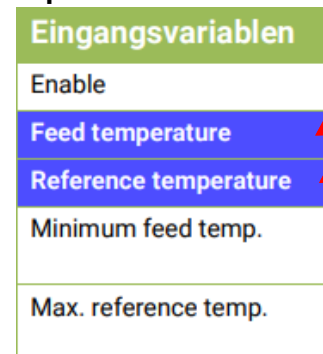 Eingangsvariablen
Enable
Feed temperature
Reference temperature
Minimum feed temp.
Max. reference temp.